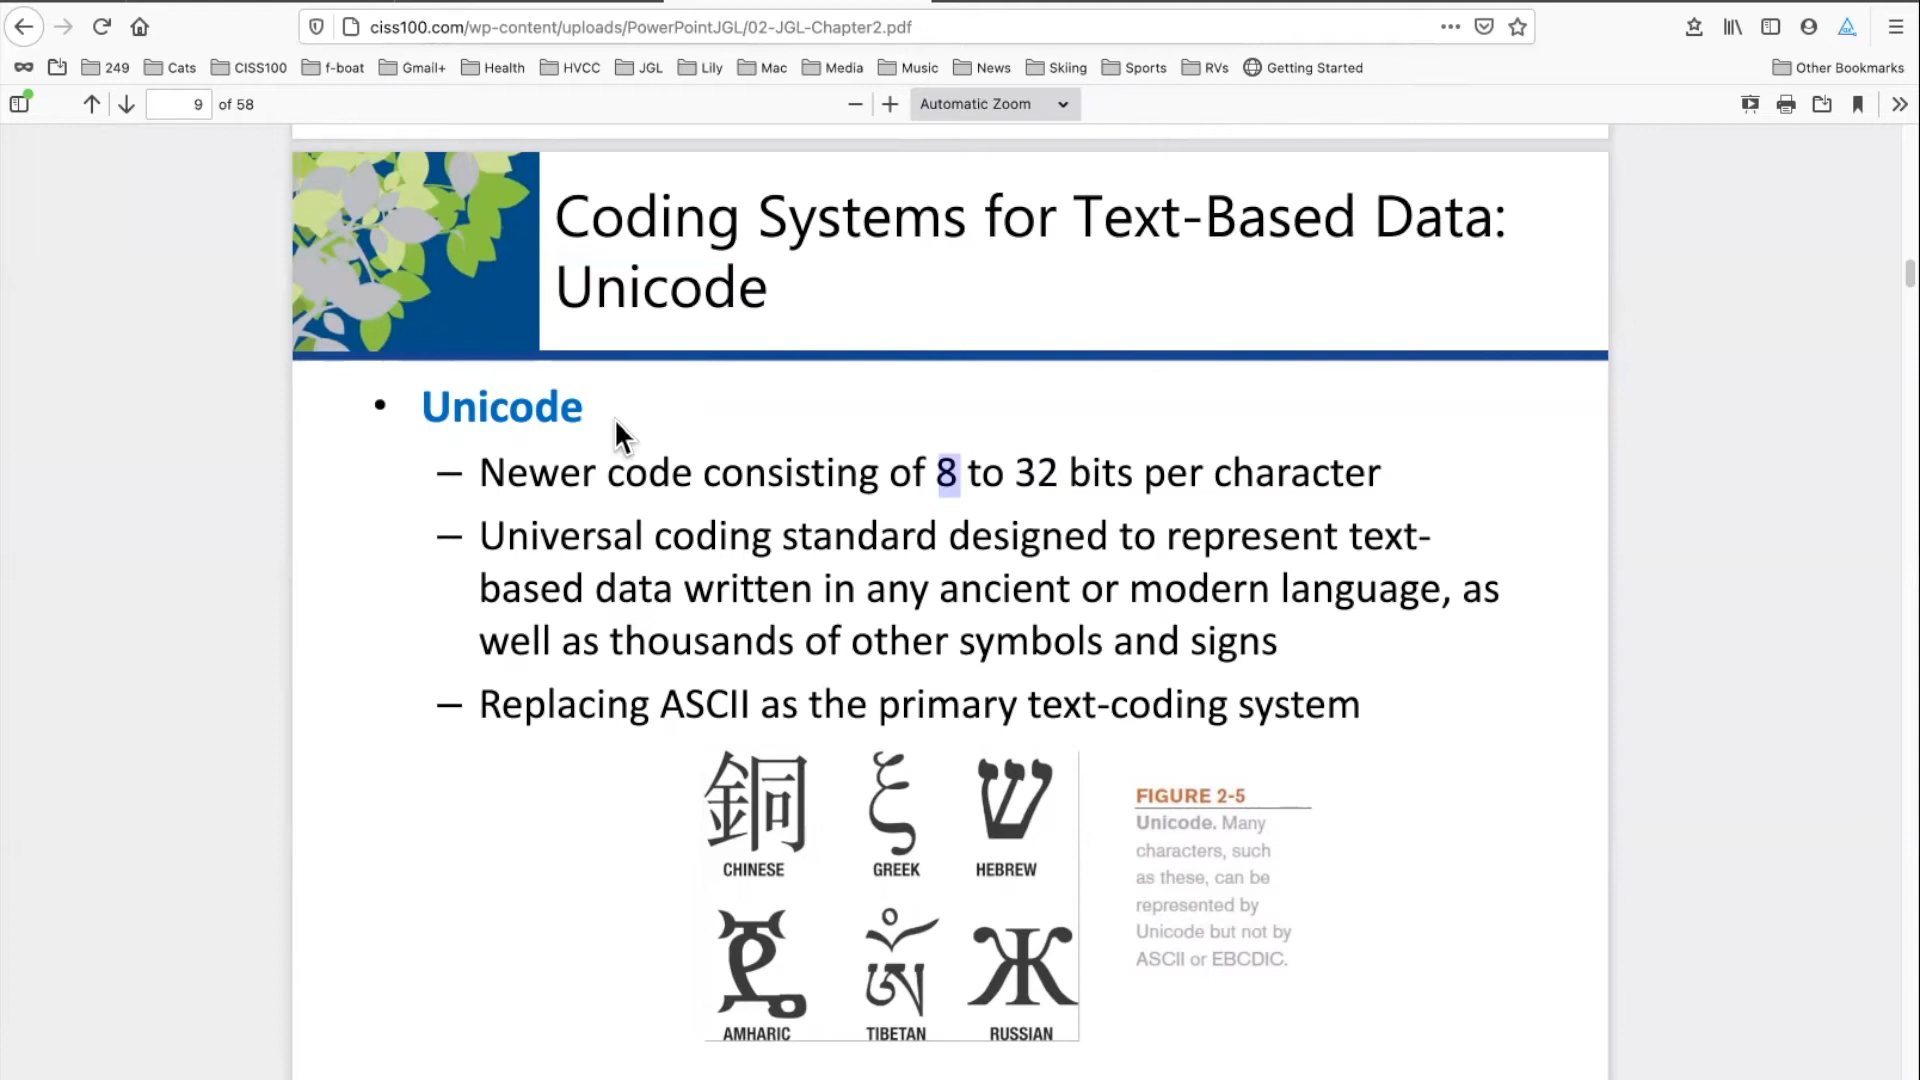 ciss100.com/wp-content/uploads/PowerPointJGL/02-JGL-Chapter2.pdf
249 Cats CISS100 f-boat Gmail+ Health HVCC JGL Lily Mac Media Music News Skiing Sports RVs Getting Started Other Bookmarks
9 of 58 Automatic Zoom
Coding Systems for Text-Based Data:
Unicode
• Unicode
– Newer code consisting of 8 to 32 bits per character
– Universal coding standard designed to represent text-
based data written in any ancient or modern language, as
well as thousands of other symbols and signs
– Replacing ASCII as the primary text-coding system
銅 ξ שׂ
CHINESE GREEK HEBREW
ཨོཾ Ж
AMHARIC TIBETAN RUSSIAN
FIGURE 2-5
Unicode. Many
characters, such
as these, can be
represented by
Unicode but not by
ASCII or EBCDIC.